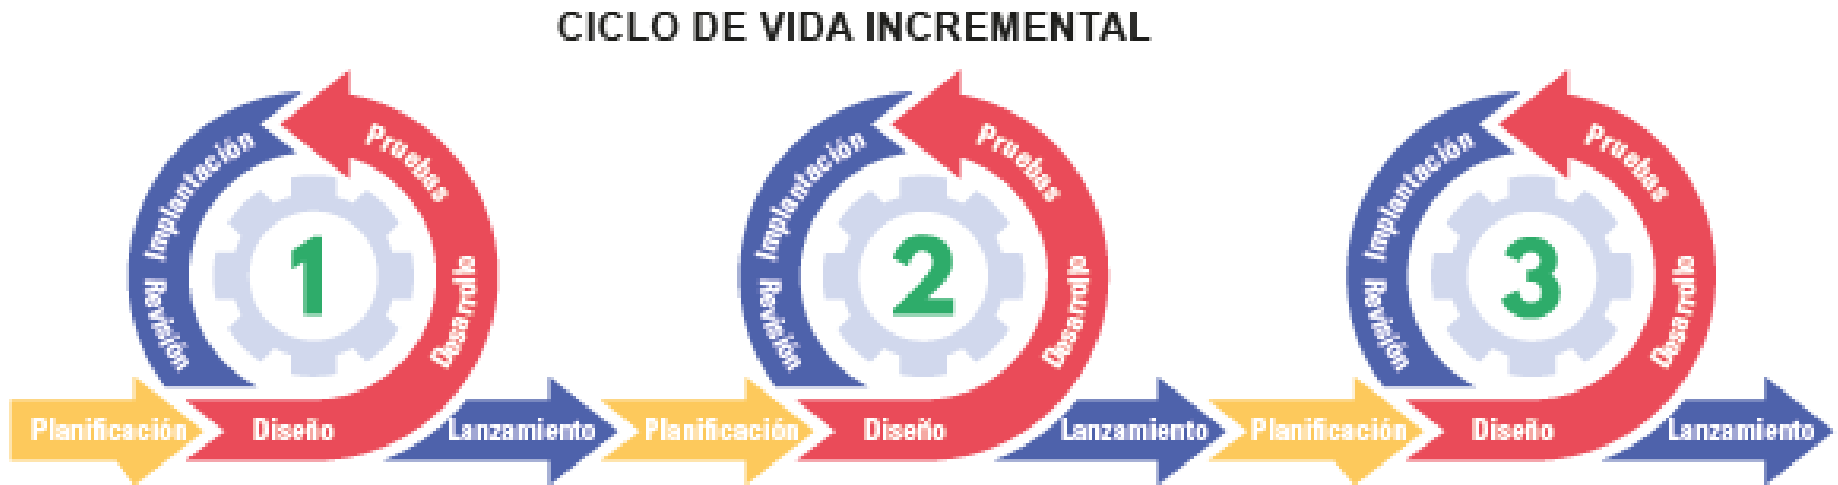 CICLO DE VIDA INCREMENTAL
Planificación
Diseño
Desarrollo
Pruebas
Implantación
Revisión
1
Lanzamiento
Planificación
Diseño
Desarrollo
Pruebas
Implantación
Revisión
2
Lanzamiento
Planificación
Diseño
Desarrollo
Pruebas
Implantación
Revisión
3
Lanzamiento